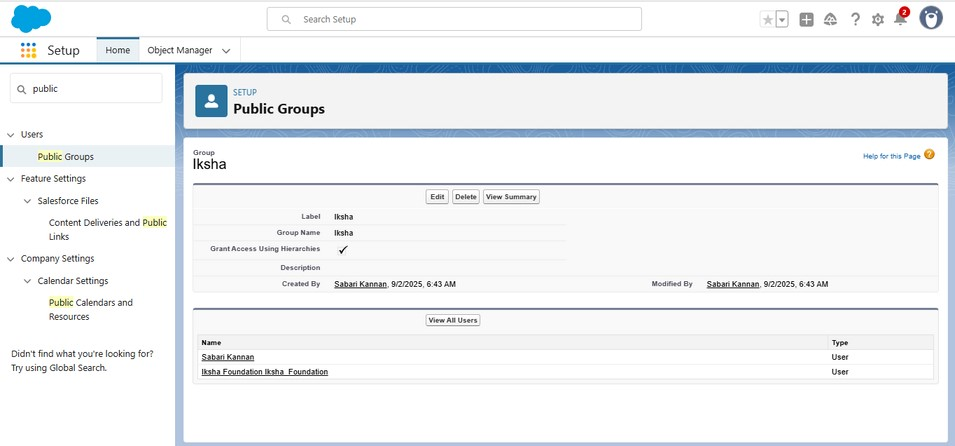 Search Setup
2
Setup
Home
Object Manager
public
Users
Public Groups
Feature Settings
Salesforce Files
Content Deliveries and Public
Links
Company Settings
Calendar Settings
Public Calendars and
Resources
Didn't find what you're looking for?
Try using Global Search.
SETUP
Public Groups
Group
Iksha
Help for this Page ?
Edit Delete View Summary
Label Iksha
Group Name Iksha
Grant Access Using Hierarchies ✓
Description
Created By Sabari Kannan, 9/2/2025, 6:43 AM Modified By Sabari Kannan, 9/2/2025, 6:43 AM
View All Users
Name Type
Sabari Kannan User
Iksha Foundation Iksha_Foundation User